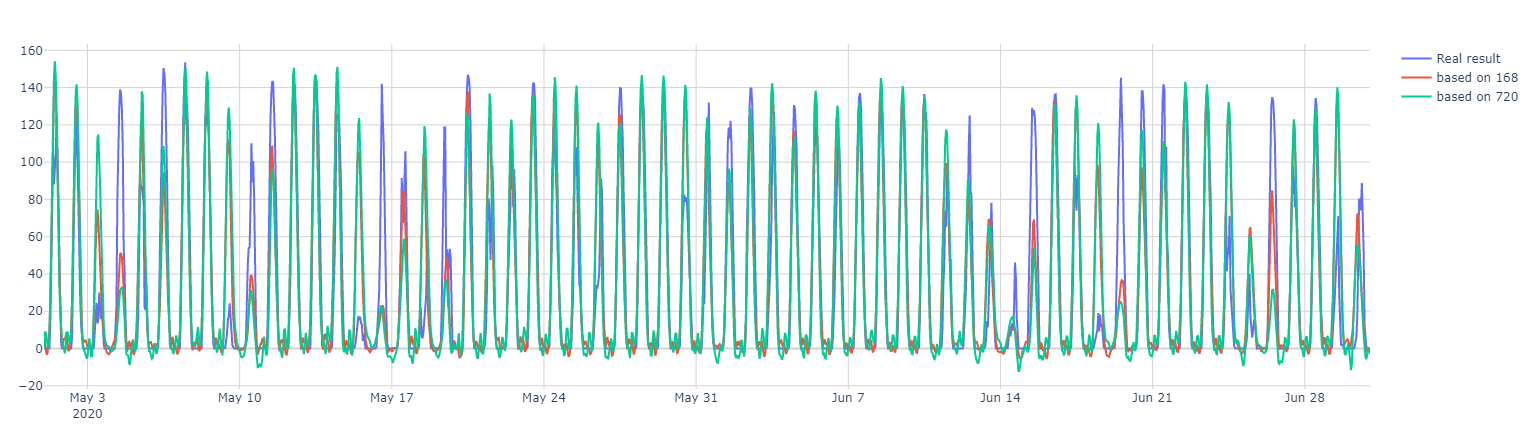 160
140
120
100
80
60
40
20
0
−20
May 3
2020
May 10
May 17
May 24
May 31
Jun 7
Jun 14
Jun 21
Jun 28
Real result
based on 168
based on 720